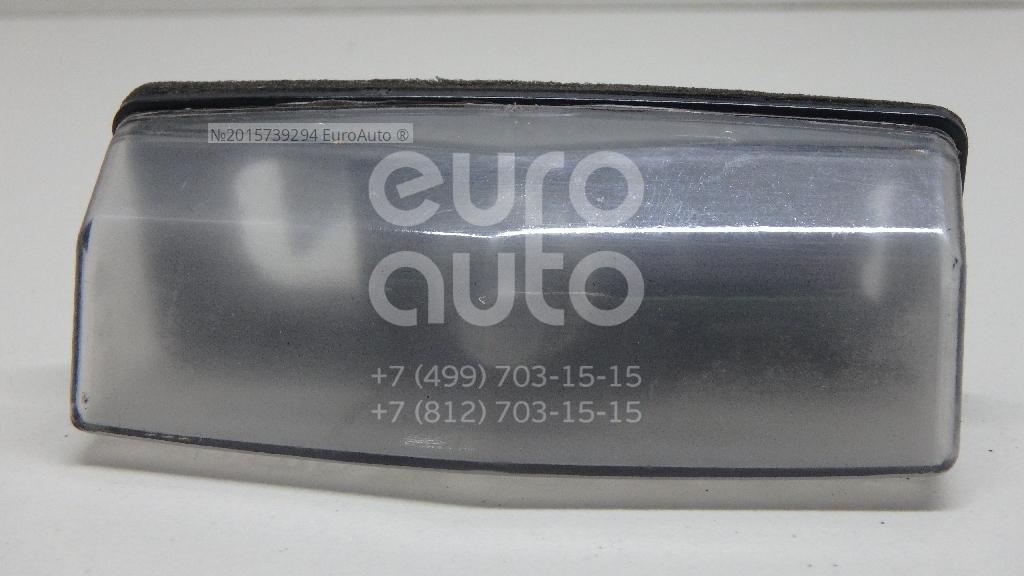 №2015739294 EuroAuto ®
euro
auto
+7 (499) 703-15-15
+7 (812) 703-15-15